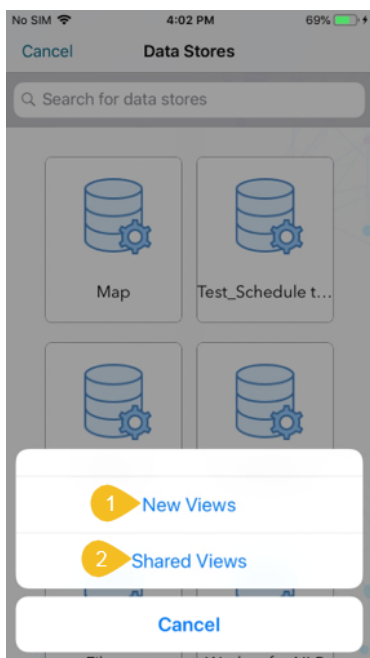 No SIM 4:02 PM 69%
Cancel Data Stores
Search for data stores
Map Test_Schedule t...
1 New Views
2 Shared Views
Cancel